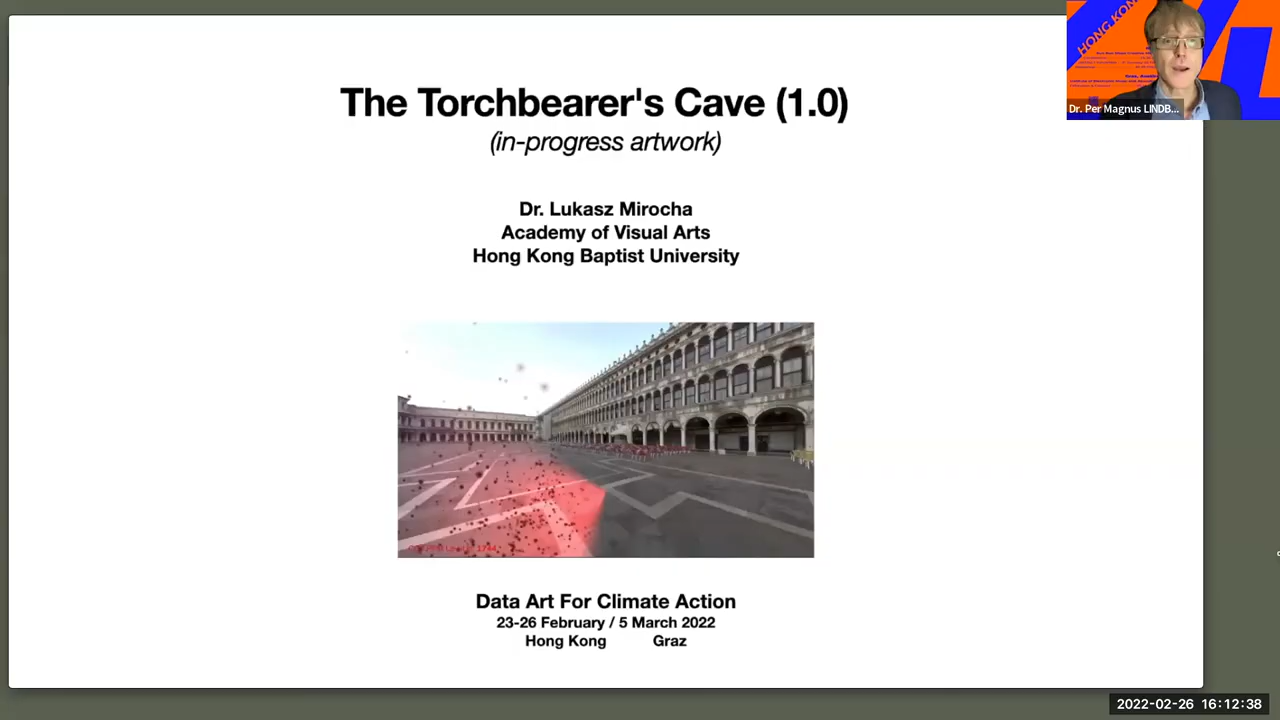 The Torchbearer's Cave (1.0)
(in-progress artwork)
Dr. Lukasz Mirocha
Academy of Visual Arts
Hong Kong Baptist University
Data Art For Climate Action
23-26 February / 5 March 2022
Hong Kong Graz
HONG KON
Dr. Per Magnus LINDB...
2022-02-26 16:12:38